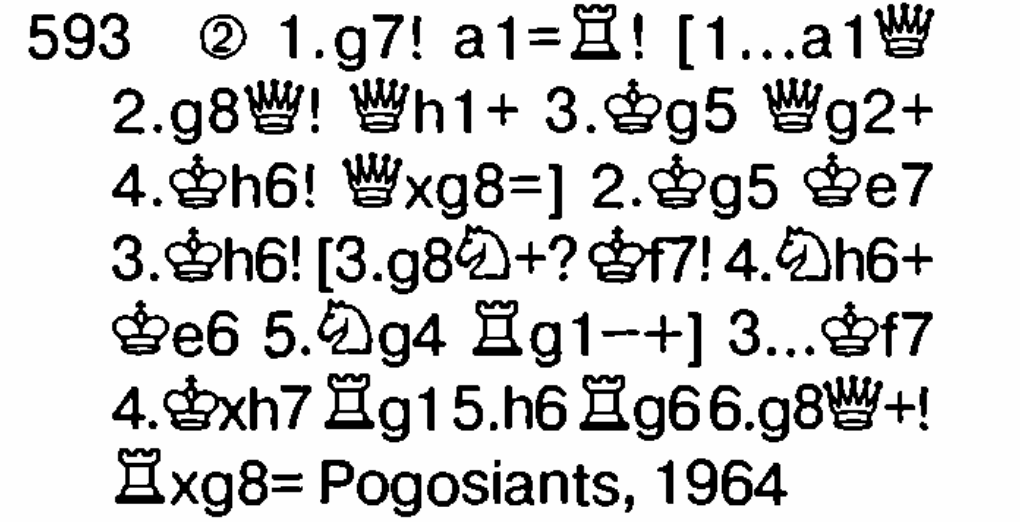 593 ② 1.g7! a1=♖! [1...a1♕
2.g8♕! ♕h1+ 3.♔g5 ♕g2+
4.♔h6! ♕xg8=] 2.♔g5 ♔e7
3.♔h6! [3.g8♘+? ♔f7! 4.♘h6+
♔e6 5.♘g4 ♖g1−+] 3...♔f7
4.♔xh7 ♖g1 5.h6 ♖g6 6.g8♕+!
♖xg8= Pogosiants, 1964